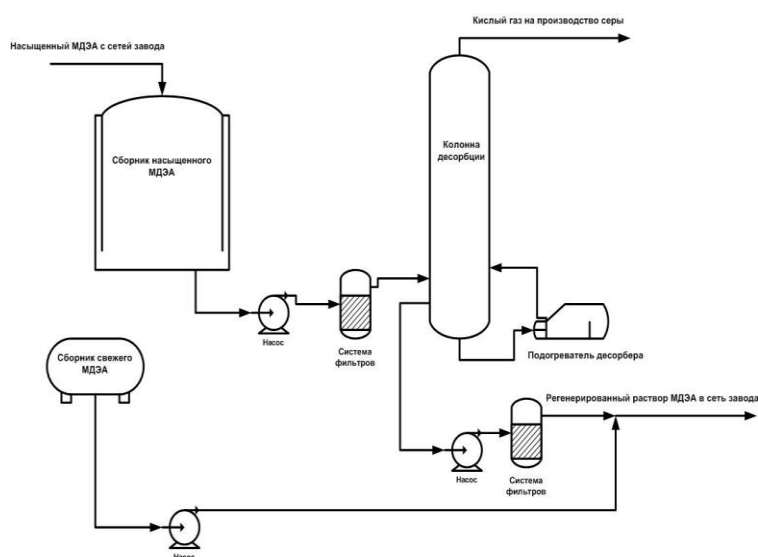 Кислый газ на производство серы
Насыщенный МДЭА с сетей завода
Сборник насыщенного
МДЭА
Колонна
десорбции
Насос
Система
фильтров
Подогреватель десорбера
Сборник свежего
МДЭА
Регенерированный раствор МДЭА в сеть завода
Насос
Система
фильтров
Насос